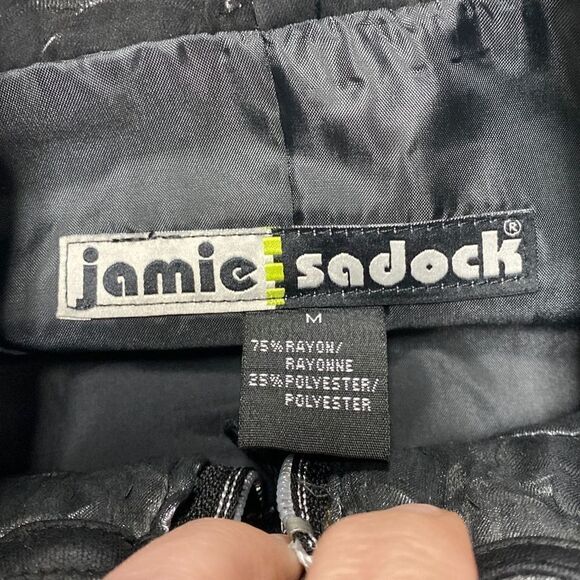 jamie sadock®
M
75% RAYON/
RAYONNE
25% POLYESTER/
POLYESTER